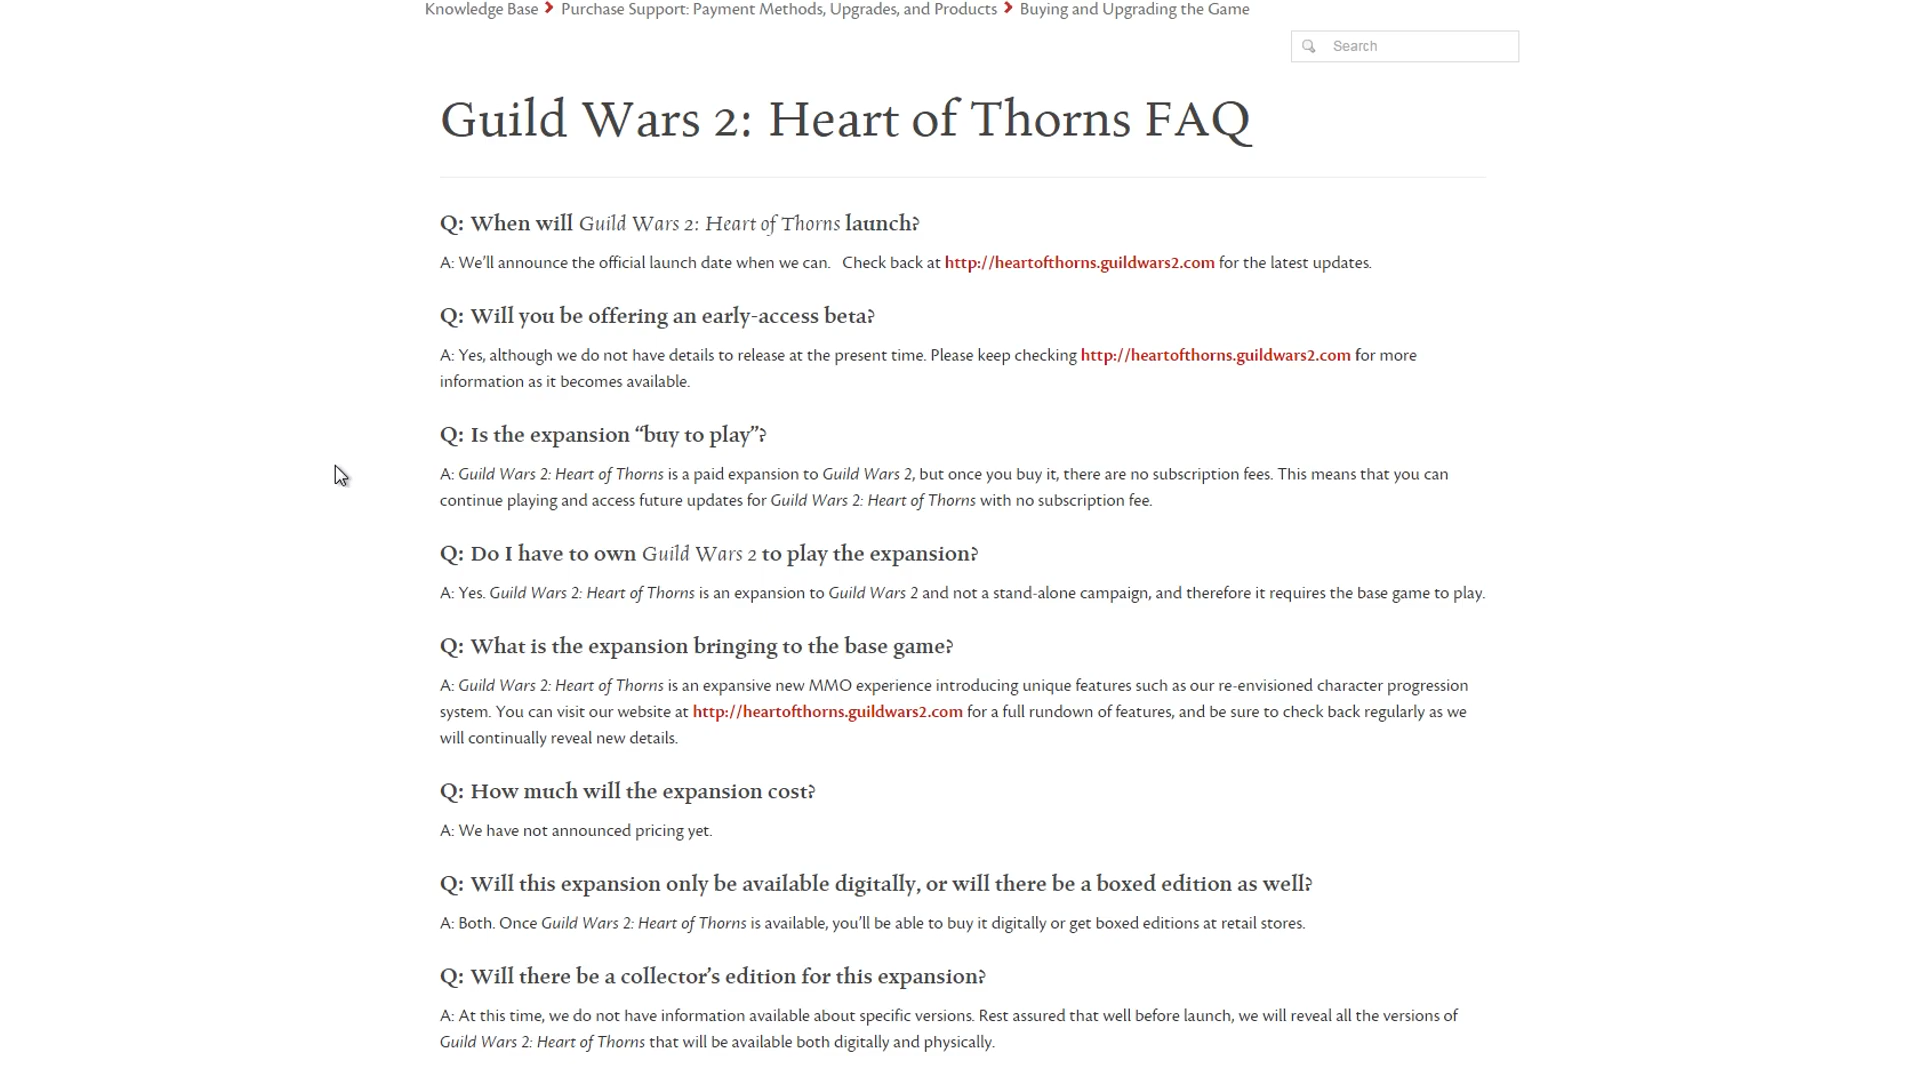 Knowledge Base > Purchase Support: Payment Methods, Upgrades, and Products > Buying and Upgrading the Game
Search
Guild Wars 2: Heart of Thorns FAQ
Q: When will Guild Wars 2: Heart of Thorns launch?
A: We'll announce the official launch date when we can.   Check back at http://heartofthorns.guildwars2.com for the latest updates.
Q: Will you be offering an early-access beta?
A: Yes, although we do not have details to release at the present time. Please keep checking http://heartofthorns.guildwars2.com for more
information as it becomes available.
Q: Is the expansion “buy to play”?
A: Guild Wars 2: Heart of Thorns is a paid expansion to Guild Wars 2, but once you buy it, there are no subscription fees. This means that you can
continue playing and access future updates for Guild Wars 2: Heart of Thorns with no subscription fee.
Q: Do I have to own Guild Wars 2 to play the expansion?
A: Yes. Guild Wars 2: Heart of Thorns is an expansion to Guild Wars 2 and not a stand-alone campaign, and therefore it requires the base game to play.
Q: What is the expansion bringing to the base game?
A: Guild Wars 2: Heart of Thorns is an expansive new MMO experience introducing unique features such as our re-envisioned character progression
system. You can visit our website at http://heartofthorns.guildwars2.com for a full rundown of features, and be sure to check back regularly as we
will continually reveal new details.
Q: How much will the expansion cost?
A: We have not announced pricing yet.
Q: Will this expansion only be available digitally, or will there be a boxed edition as well?
A: Both. Once Guild Wars 2: Heart of Thorns is available, you'll be able to buy it digitally or get boxed editions at retail stores.
Q: Will there be a collector's edition for this expansion?
A: At this time, we do not have information available about specific versions. Rest assured that well before launch, we will reveal all the versions of
Guild Wars 2: Heart of Thorns that will be available both digitally and physically.